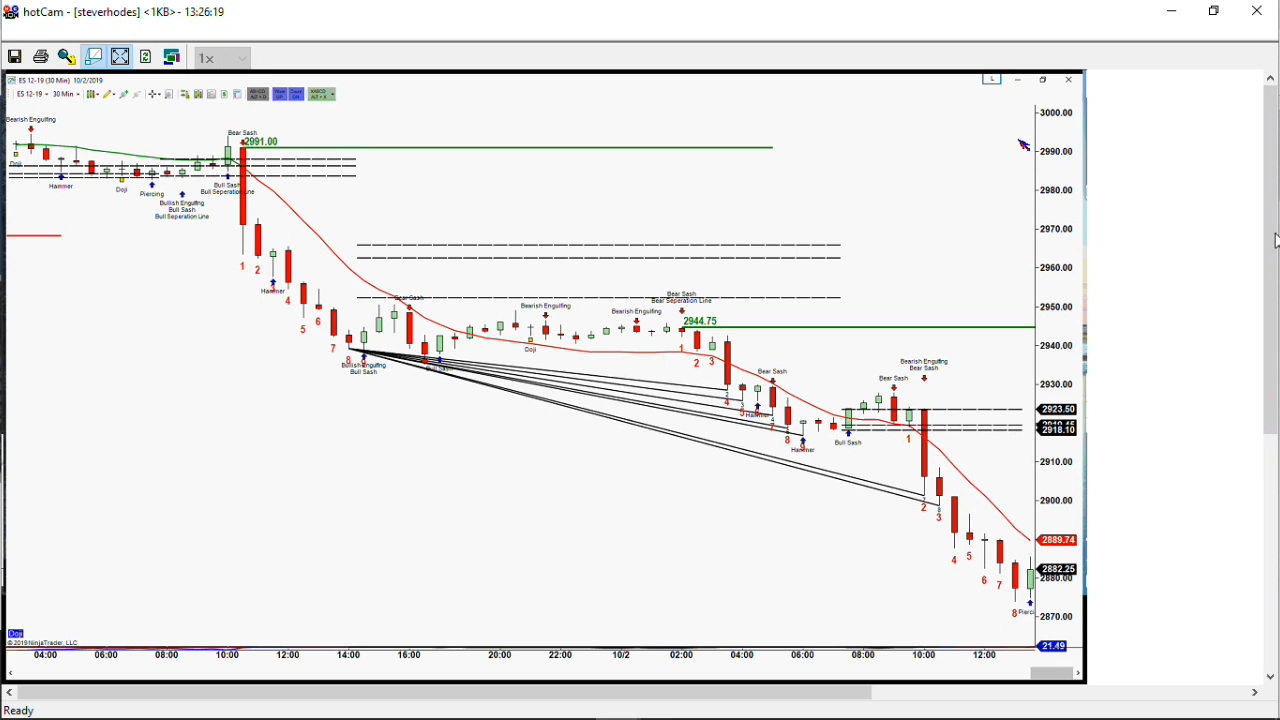 hotCam - [steverhodes] <1KB> - 13:26:19
1x
ES 12-19 (30 Min) 10/2/2019
L
ES 12-19
30 Min
3000.00
Bearish Engulfing
Bear Sash
2991.00
2990.00
Doji
Hammer
Doji
Piercing
Bull Sash
Bull Seperation Line
2980.00
Bullish Engulfing
Bull Sash
Bull Seperation Line
2970.00
1
2
2960.00
Hammer
4
Bear Sash
Bear Sash
Bear Seperation Line
2950.00
Bearish Engulfing
Bearish Engulfing
5
6
2944.75
7
8
Doji
1
2
3
2940.00
Bullish Engulfing
Bull Sash
Bear Sash
Bearish Engulfing
Bear Sash
Bear Sash
2930.00
4
Hammer
7
8
2923.50
2918.10
Hammer
Bull Sash
1
2910.00
2900.00
2
3
2889.74
4
5
2882.25
6
7
2880.00
8
Pierci
2870.00
Doji
© 2019 NinjaTrader, LLC
21.49
04:00
06:00
08:00
10:00
12:00
14:00
16:00
20:00
22:00
10/2
02:00
04:00
06:00
08:00
10:00
12:00
Ready